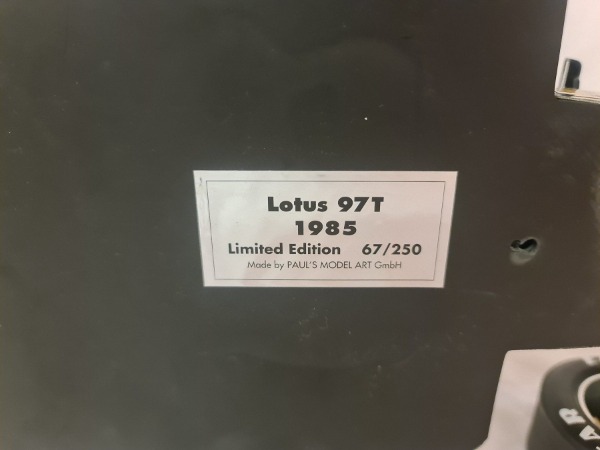 Lotus 97T
1985
Limited Edition 67/250
Made by PAUL'S MODEL ART GmbH